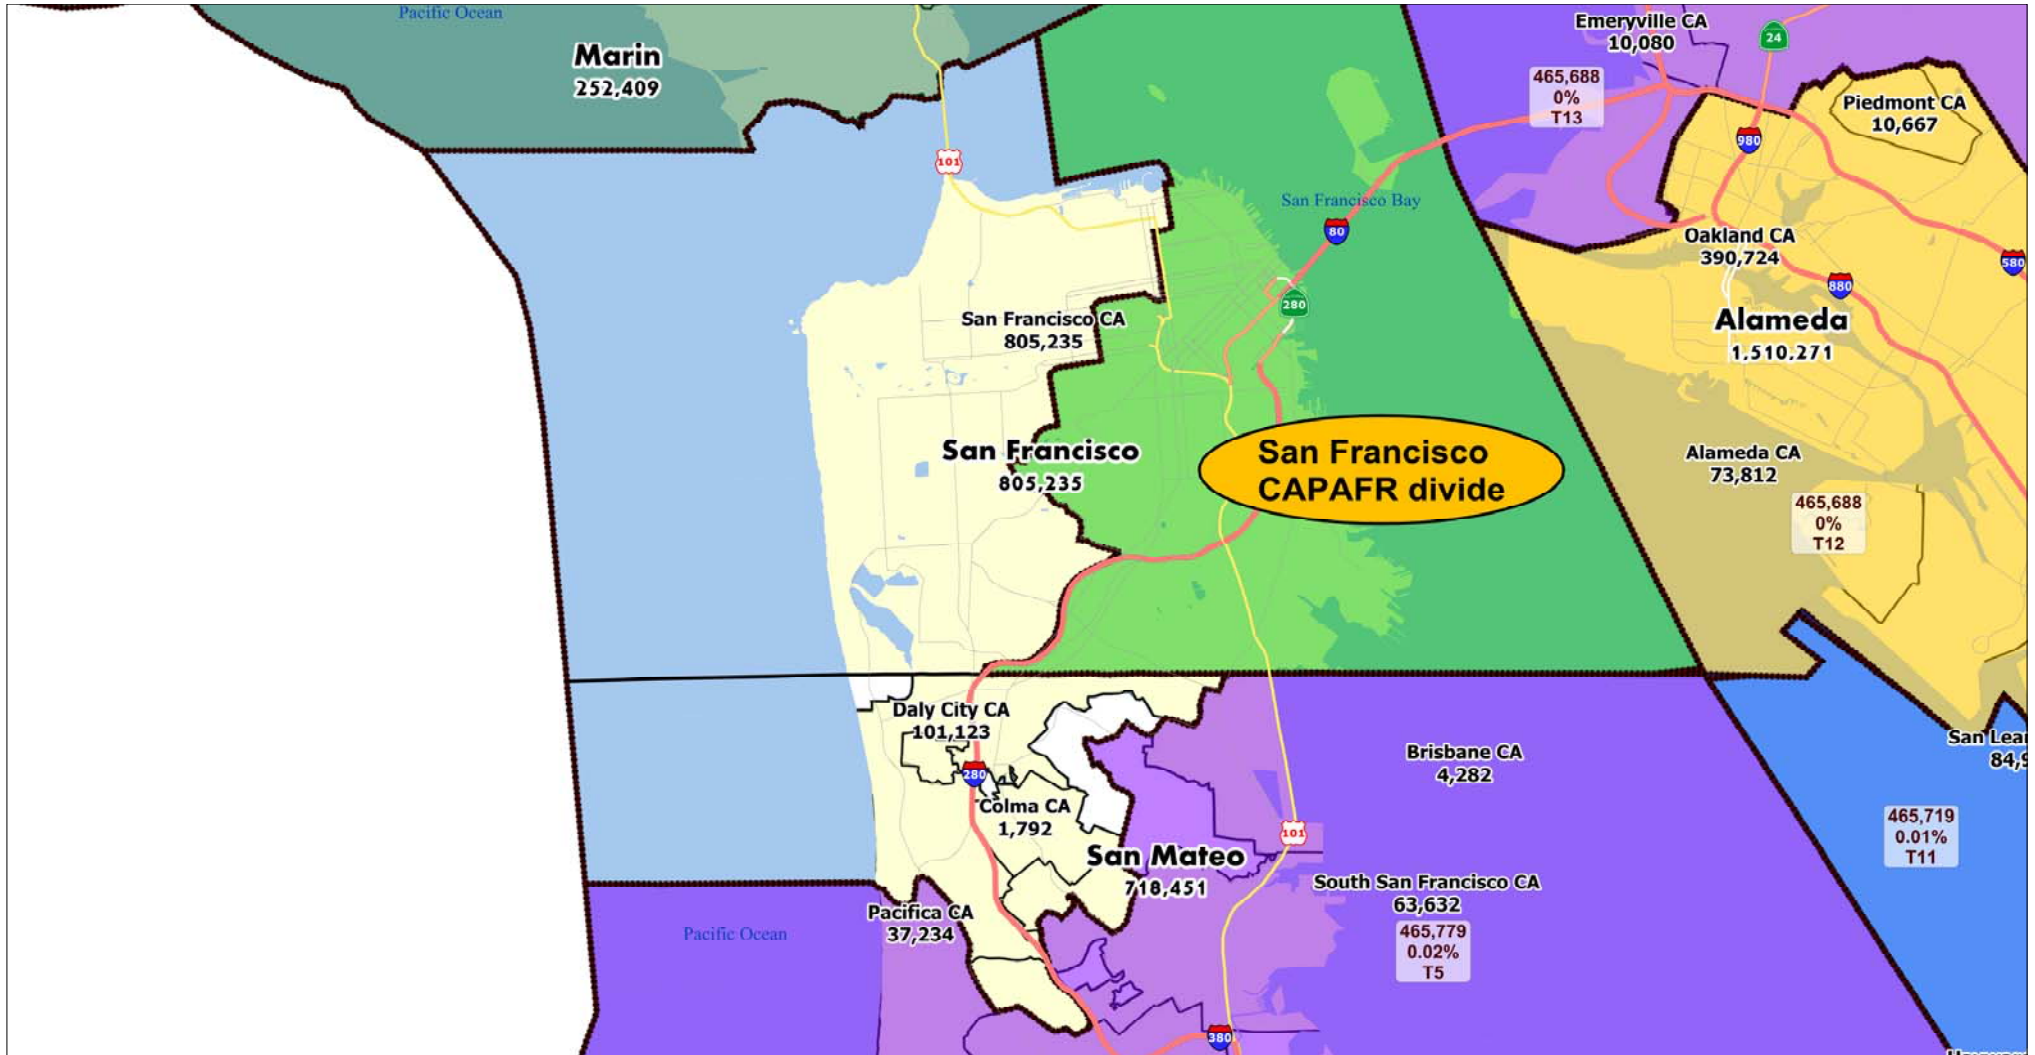 Pacific Ocean
Marin
252,409
Emeryville CA
10,080
24
465,688
0%
T13
Piedmont CA
10,667
980
101
San Francisco Bay
80
Oakland CA
390,724
580
880
280
San Francisco CA
805,235
Alameda
1,510,271
San Francisco
805,235
San Francisco
CAPAFR divide
Alameda CA
73,812
465,688
0%
T12
Daly City CA
101,123
280
Brisbane CA
4,282
San Lean
84,9
Colma CA
1,792
101
465,719
0.01%
T11
San Mateo
718,451
South San Francisco CA
63,632
Pacifica CA
37,234
Pacific Ocean
465,779
0.02%
T5
380